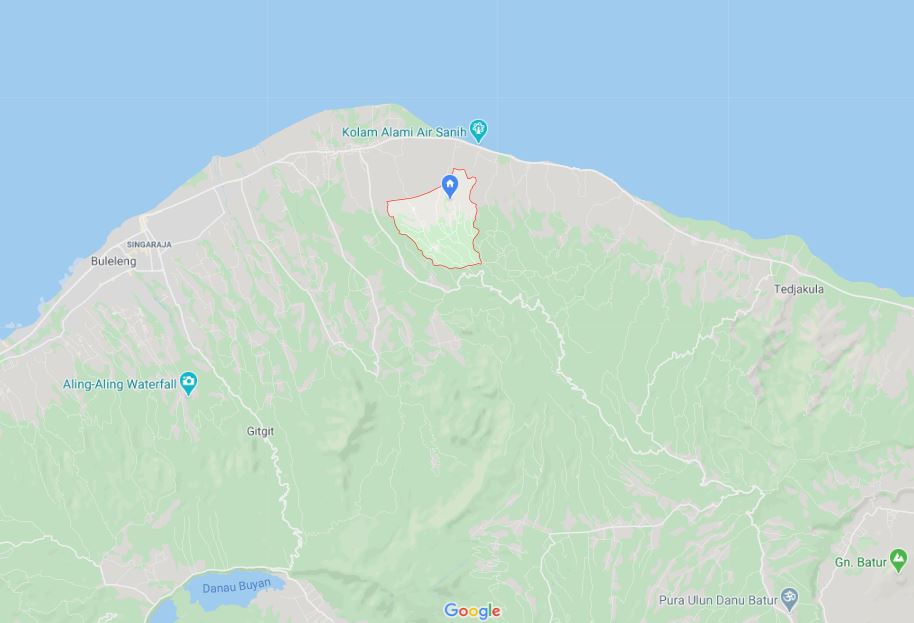 Kolam Alami Air Sanih
SINGARAJA
Buleleng
Tedjakula
Aling-Aling Waterfall
Gitgit
Gn. Batur
Danau Buyan
Pura Ulun Danu Batur
Google